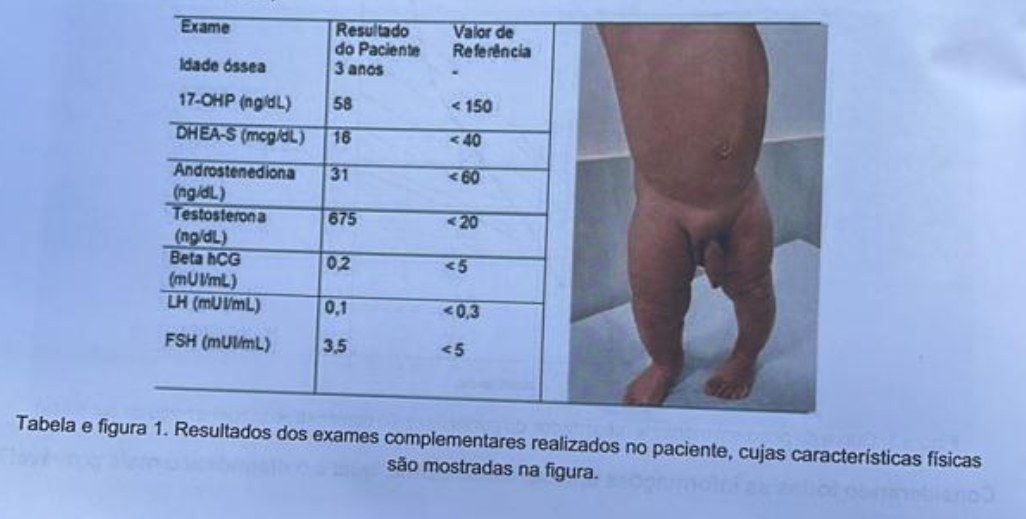 Exame Resultado do Paciente Valor de Referência
Idade óssea 3 anos -
17-OHP (ng/dL) 58 < 150
DHEA-S (mcg/dL) 16 < 40
Androstenediona (ng/dL) 31 < 60
Testosterona (ng/dL) 675 < 20
Beta hCG (mUI/mL) 0,2 < 5
LH (mUI/mL) 0,1 < 0,3
FSH (mUI/mL) 3,5 < 5
Tabela e figura 1. Resultados dos exames complementares realizados no paciente, cujas características físicas
são mostradas na figura.